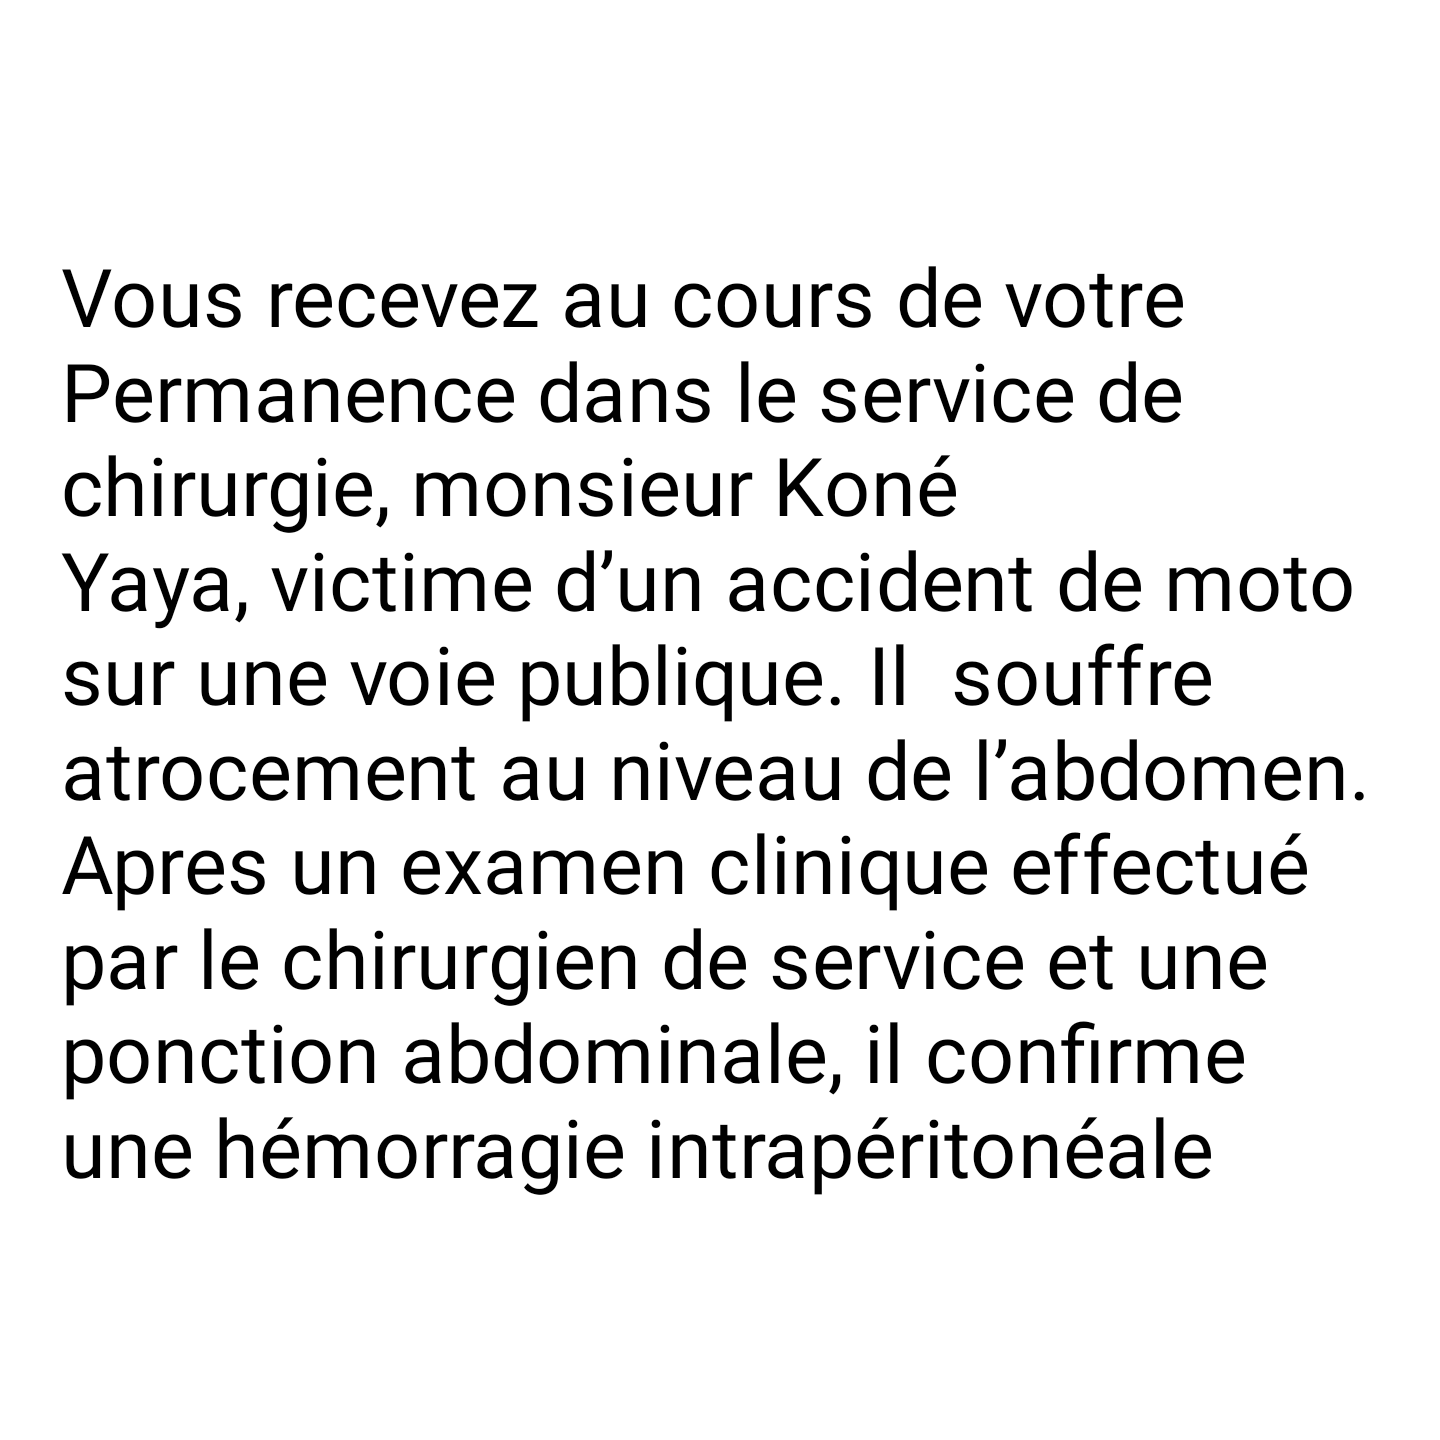 Vous recevez au cours de votre
Permanence dans le service de
chirurgie, monsieur Koné
Yaya, victime d’un accident de moto
sur une voie publique. Il  souffre
atrocement au niveau de l’abdomen.
Apres un examen clinique effectué
par le chirurgien de service et une
ponction abdominale, il confirme
une hémorragie intrapéritonéale